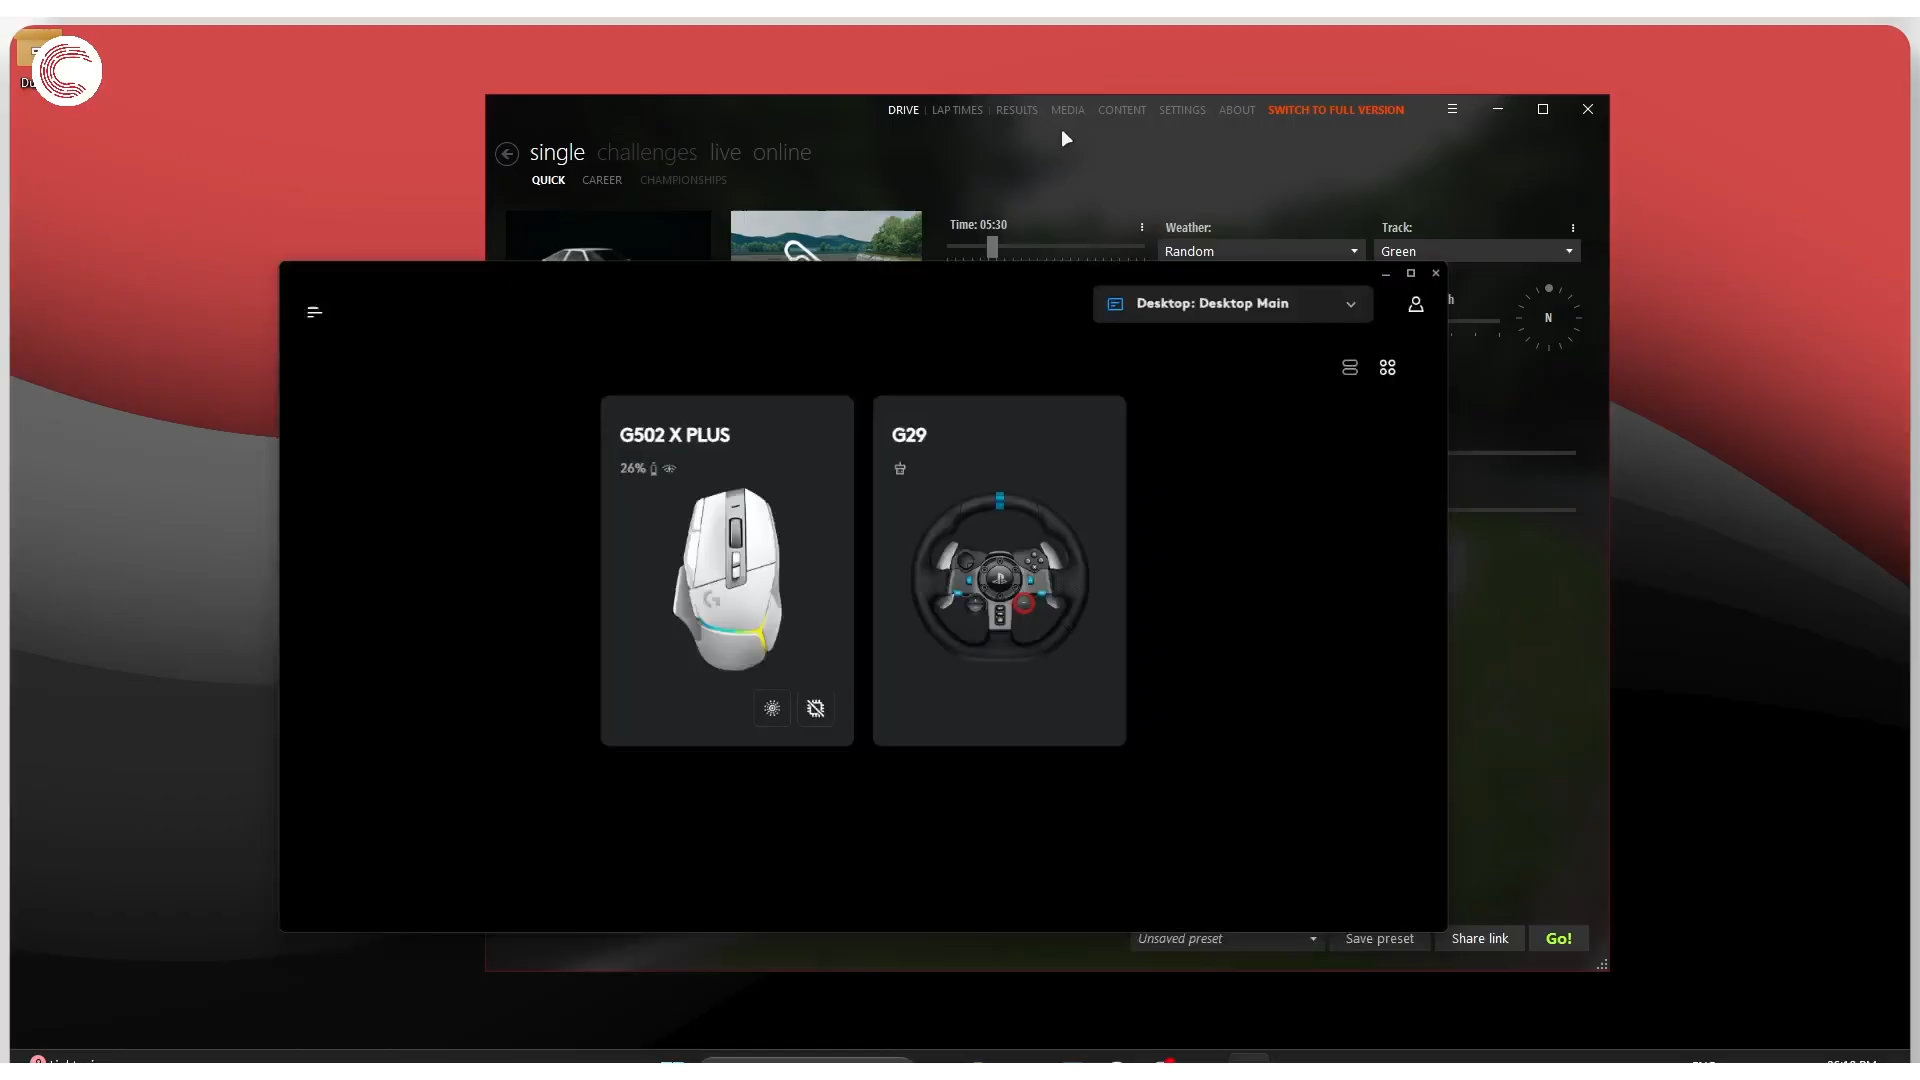 DRIVE LAP TIMES RESULTS MEDIA CONTENT SETTINGS ABOUT SWITCH TO FULL VERSION
single challenges live online
QUICK CAREER CHAMPIONSHIPS
Time: 05:30
Weather:
Track:
Random
Green
Desktop: Desktop Main
N
G502 X PLUS
26%
G29
Unsaved preset
Save preset
Share link
Go!